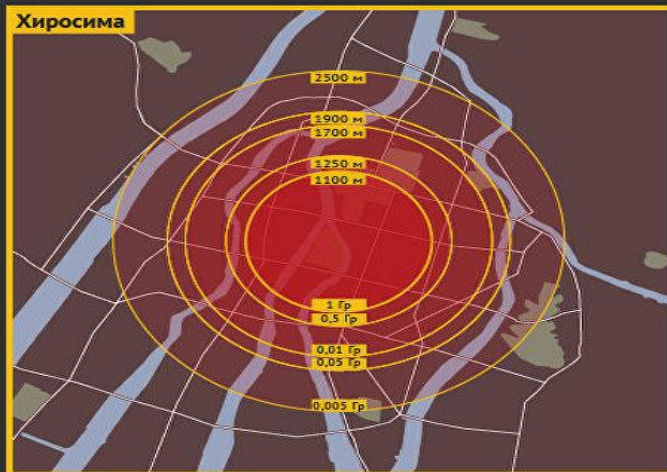 Хиросима
2500 м
1900 м
1700 м
1250 м
1100 м
1 Гр
0,5 Гр
0,01 Гр
0,05 Гр
0,005 Гр